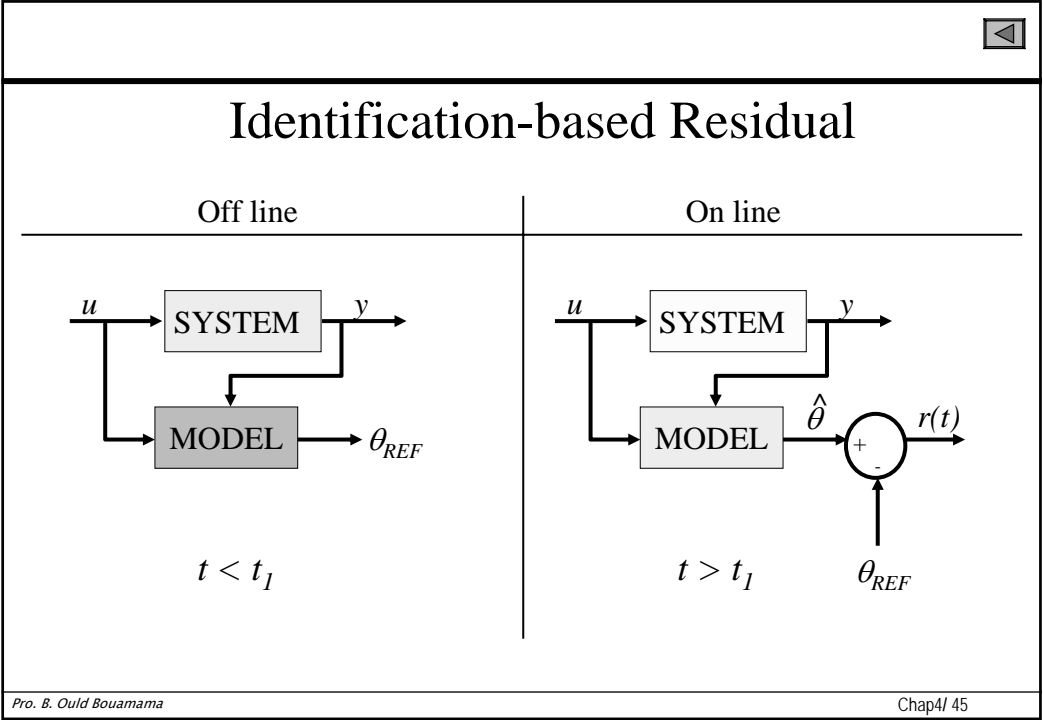 Identification-based Residual
Off line
On line
u
SYSTEM
y
MODEL
θREF
t < t1
u
SYSTEM
y
MODEL
θ̂
+
-
r(t)
t > t1
θREF
Pro. B. Ould Bouamama
Chap4/ 45